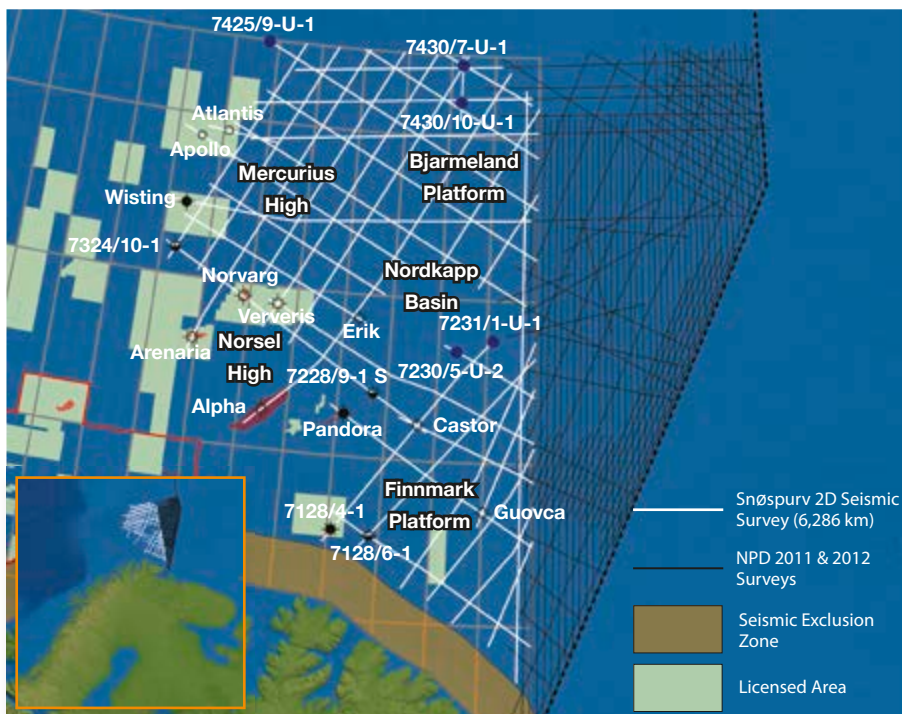 7425/9-U-1
7430/7-U-1
Atlantis
7430/10-U-1
Apollo
Mercurius
High
Bjarmeland
Platform
Wisting
7324/10-1
Norvarg
Nordkapp
Basin
Ververis
Erik
7231/1-U-1
Arenaria
Norsel
High
7228/9-1 S
7230/5-U-2
Alpha
Pandora
Castor
Finnmark
Platform
Guovca
7128/4-1
7128/6-1
Snøspurv 2D Seismic
Survey (6,286 km)
NPD 2011 & 2012
Surveys
Seismic Exclusion
Zone
Licensed Area